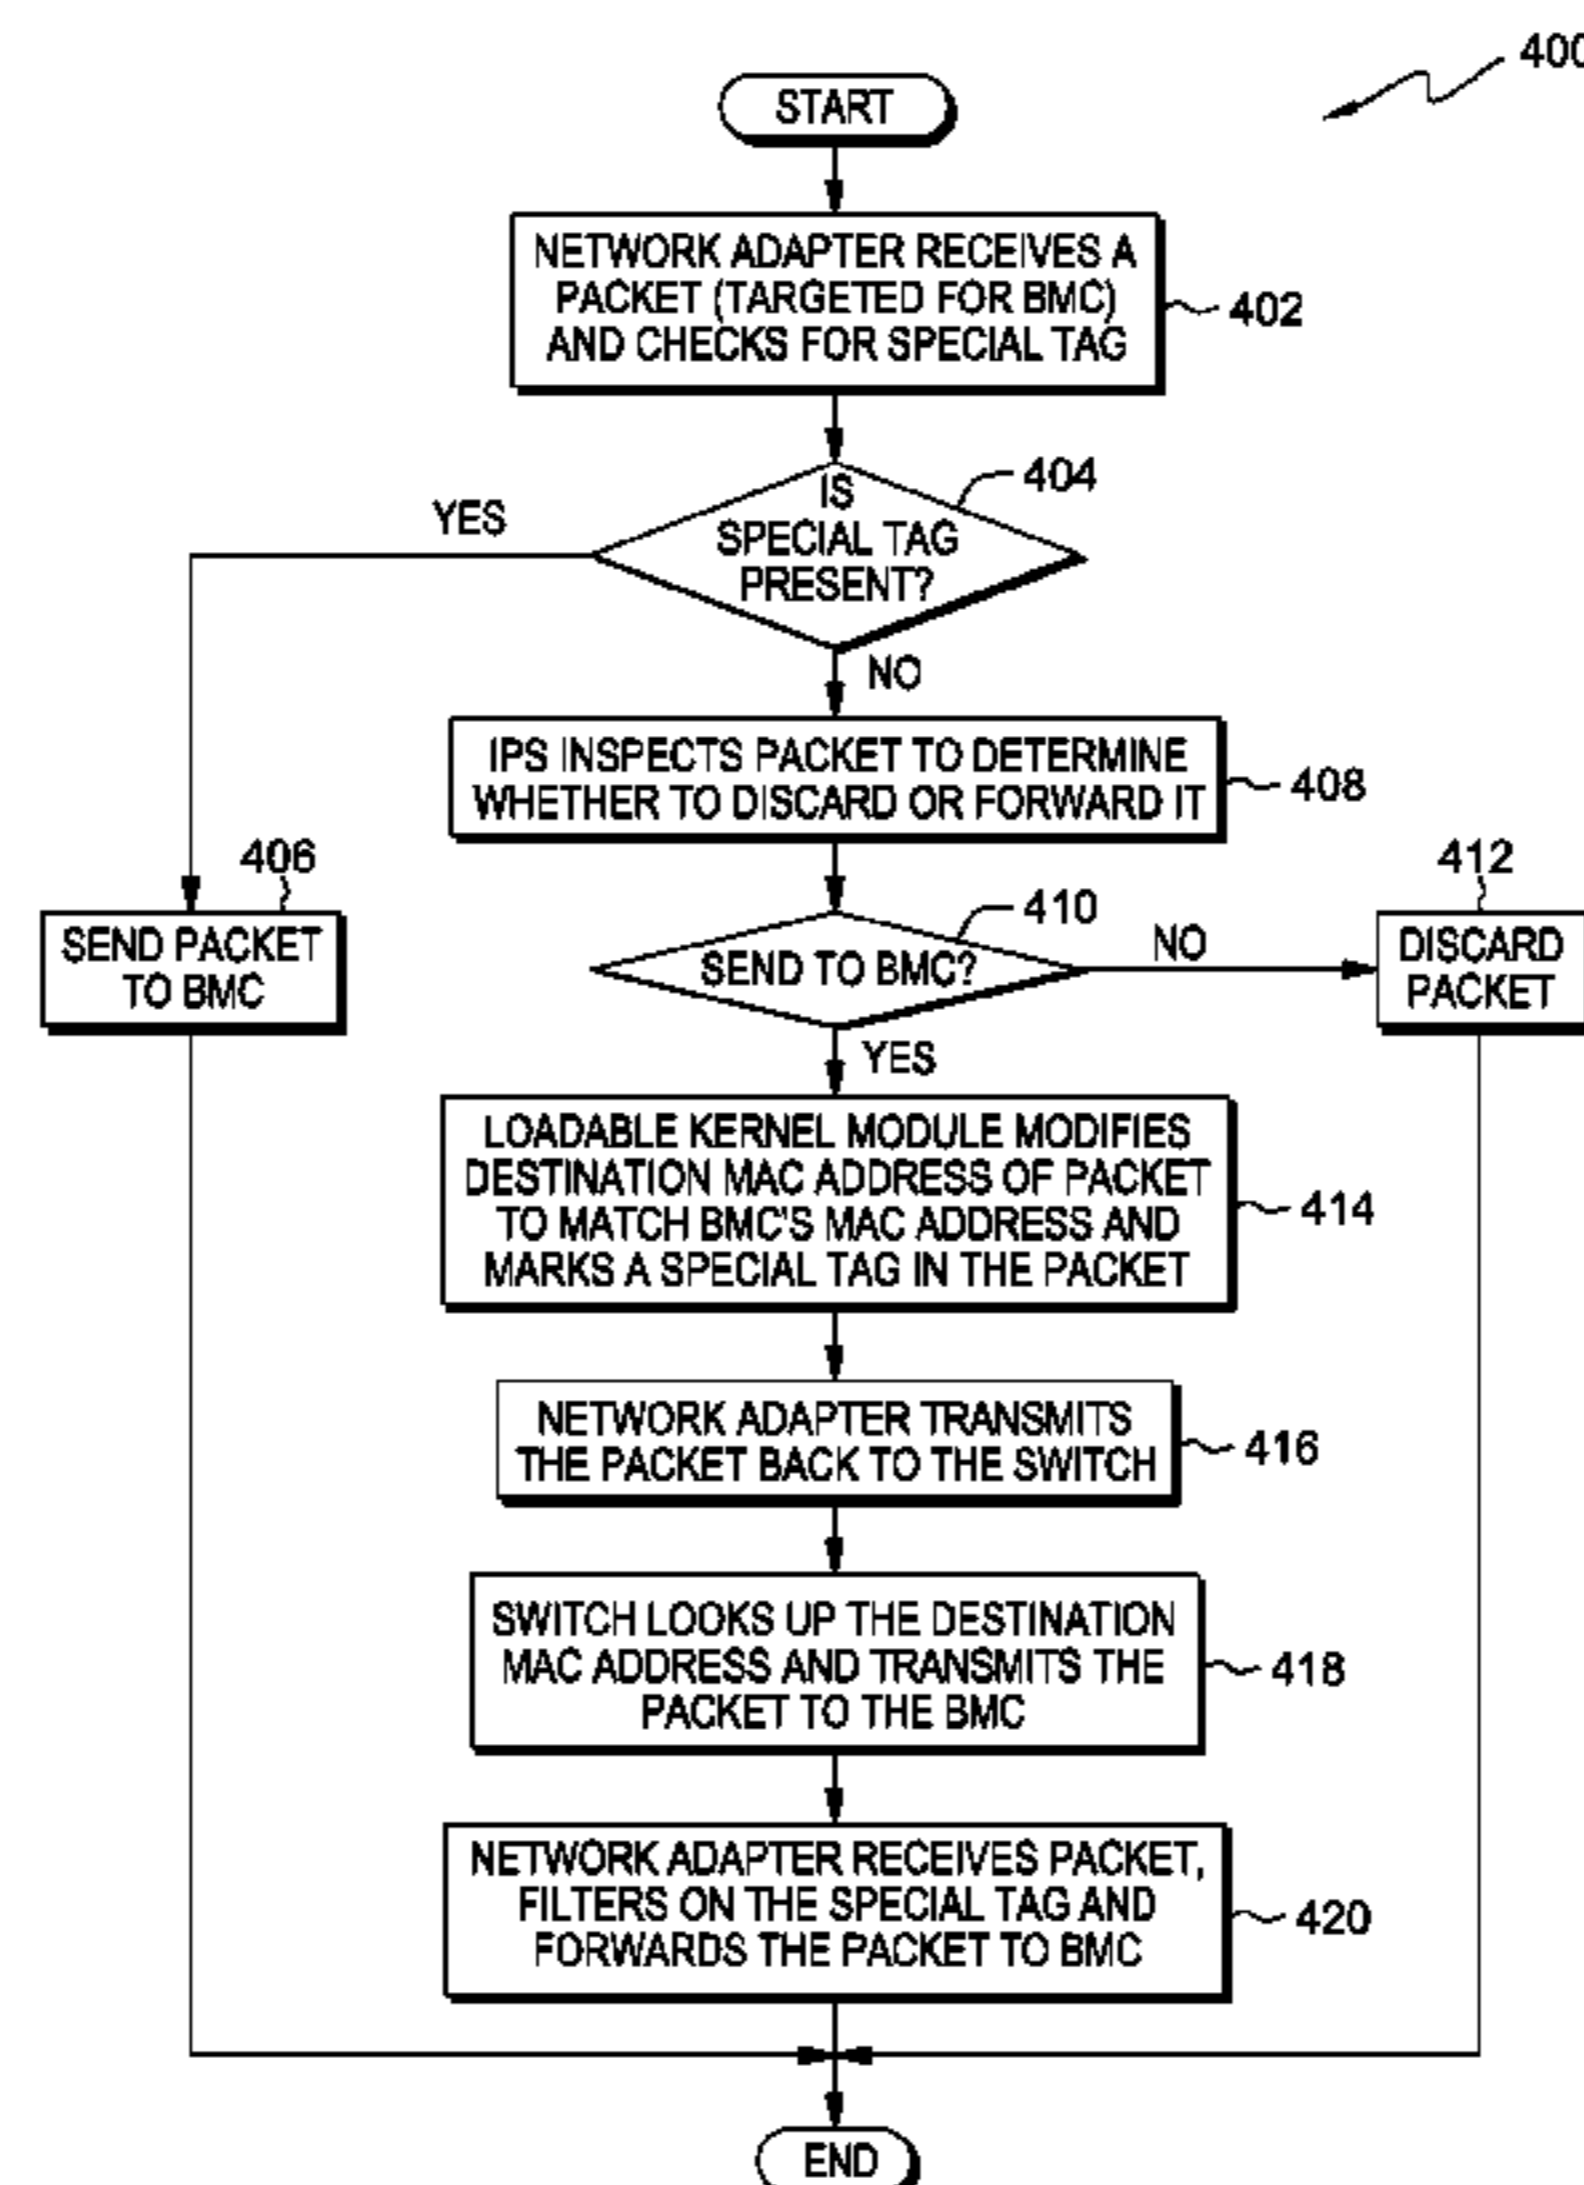 400
START
NETWORK ADAPTER RECEIVES A
PACKET (TARGETED FOR BMC)
AND CHECKS FOR SPECIAL TAG
402
404
IS
SPECIAL TAG
PRESENT?
YES
NO
IPS INSPECTS PACKET TO DETERMINE
WHETHER TO DISCARD OR FORWARD IT
408
406
SEND PACKET
TO BMC
410
SEND TO BMC?
NO
412
DISCARD
PACKET
YES
LOADABLE KERNEL MODULE MODIFIES
DESTINATION MAC ADDRESS OF PACKET
TO MATCH BMC'S MAC ADDRESS AND
MARKS A SPECIAL TAG IN THE PACKET
414
NETWORK ADAPTER TRANSMITS
THE PACKET BACK TO THE SWITCH
416
SWITCH LOOKS UP THE DESTINATION
MAC ADDRESS AND TRANSMITS THE
PACKET TO THE BMC
418
NETWORK ADAPTER RECEIVES PACKET,
FILTERS ON THE SPECIAL TAG AND
FORWARDS THE PACKET TO BMC
420
END